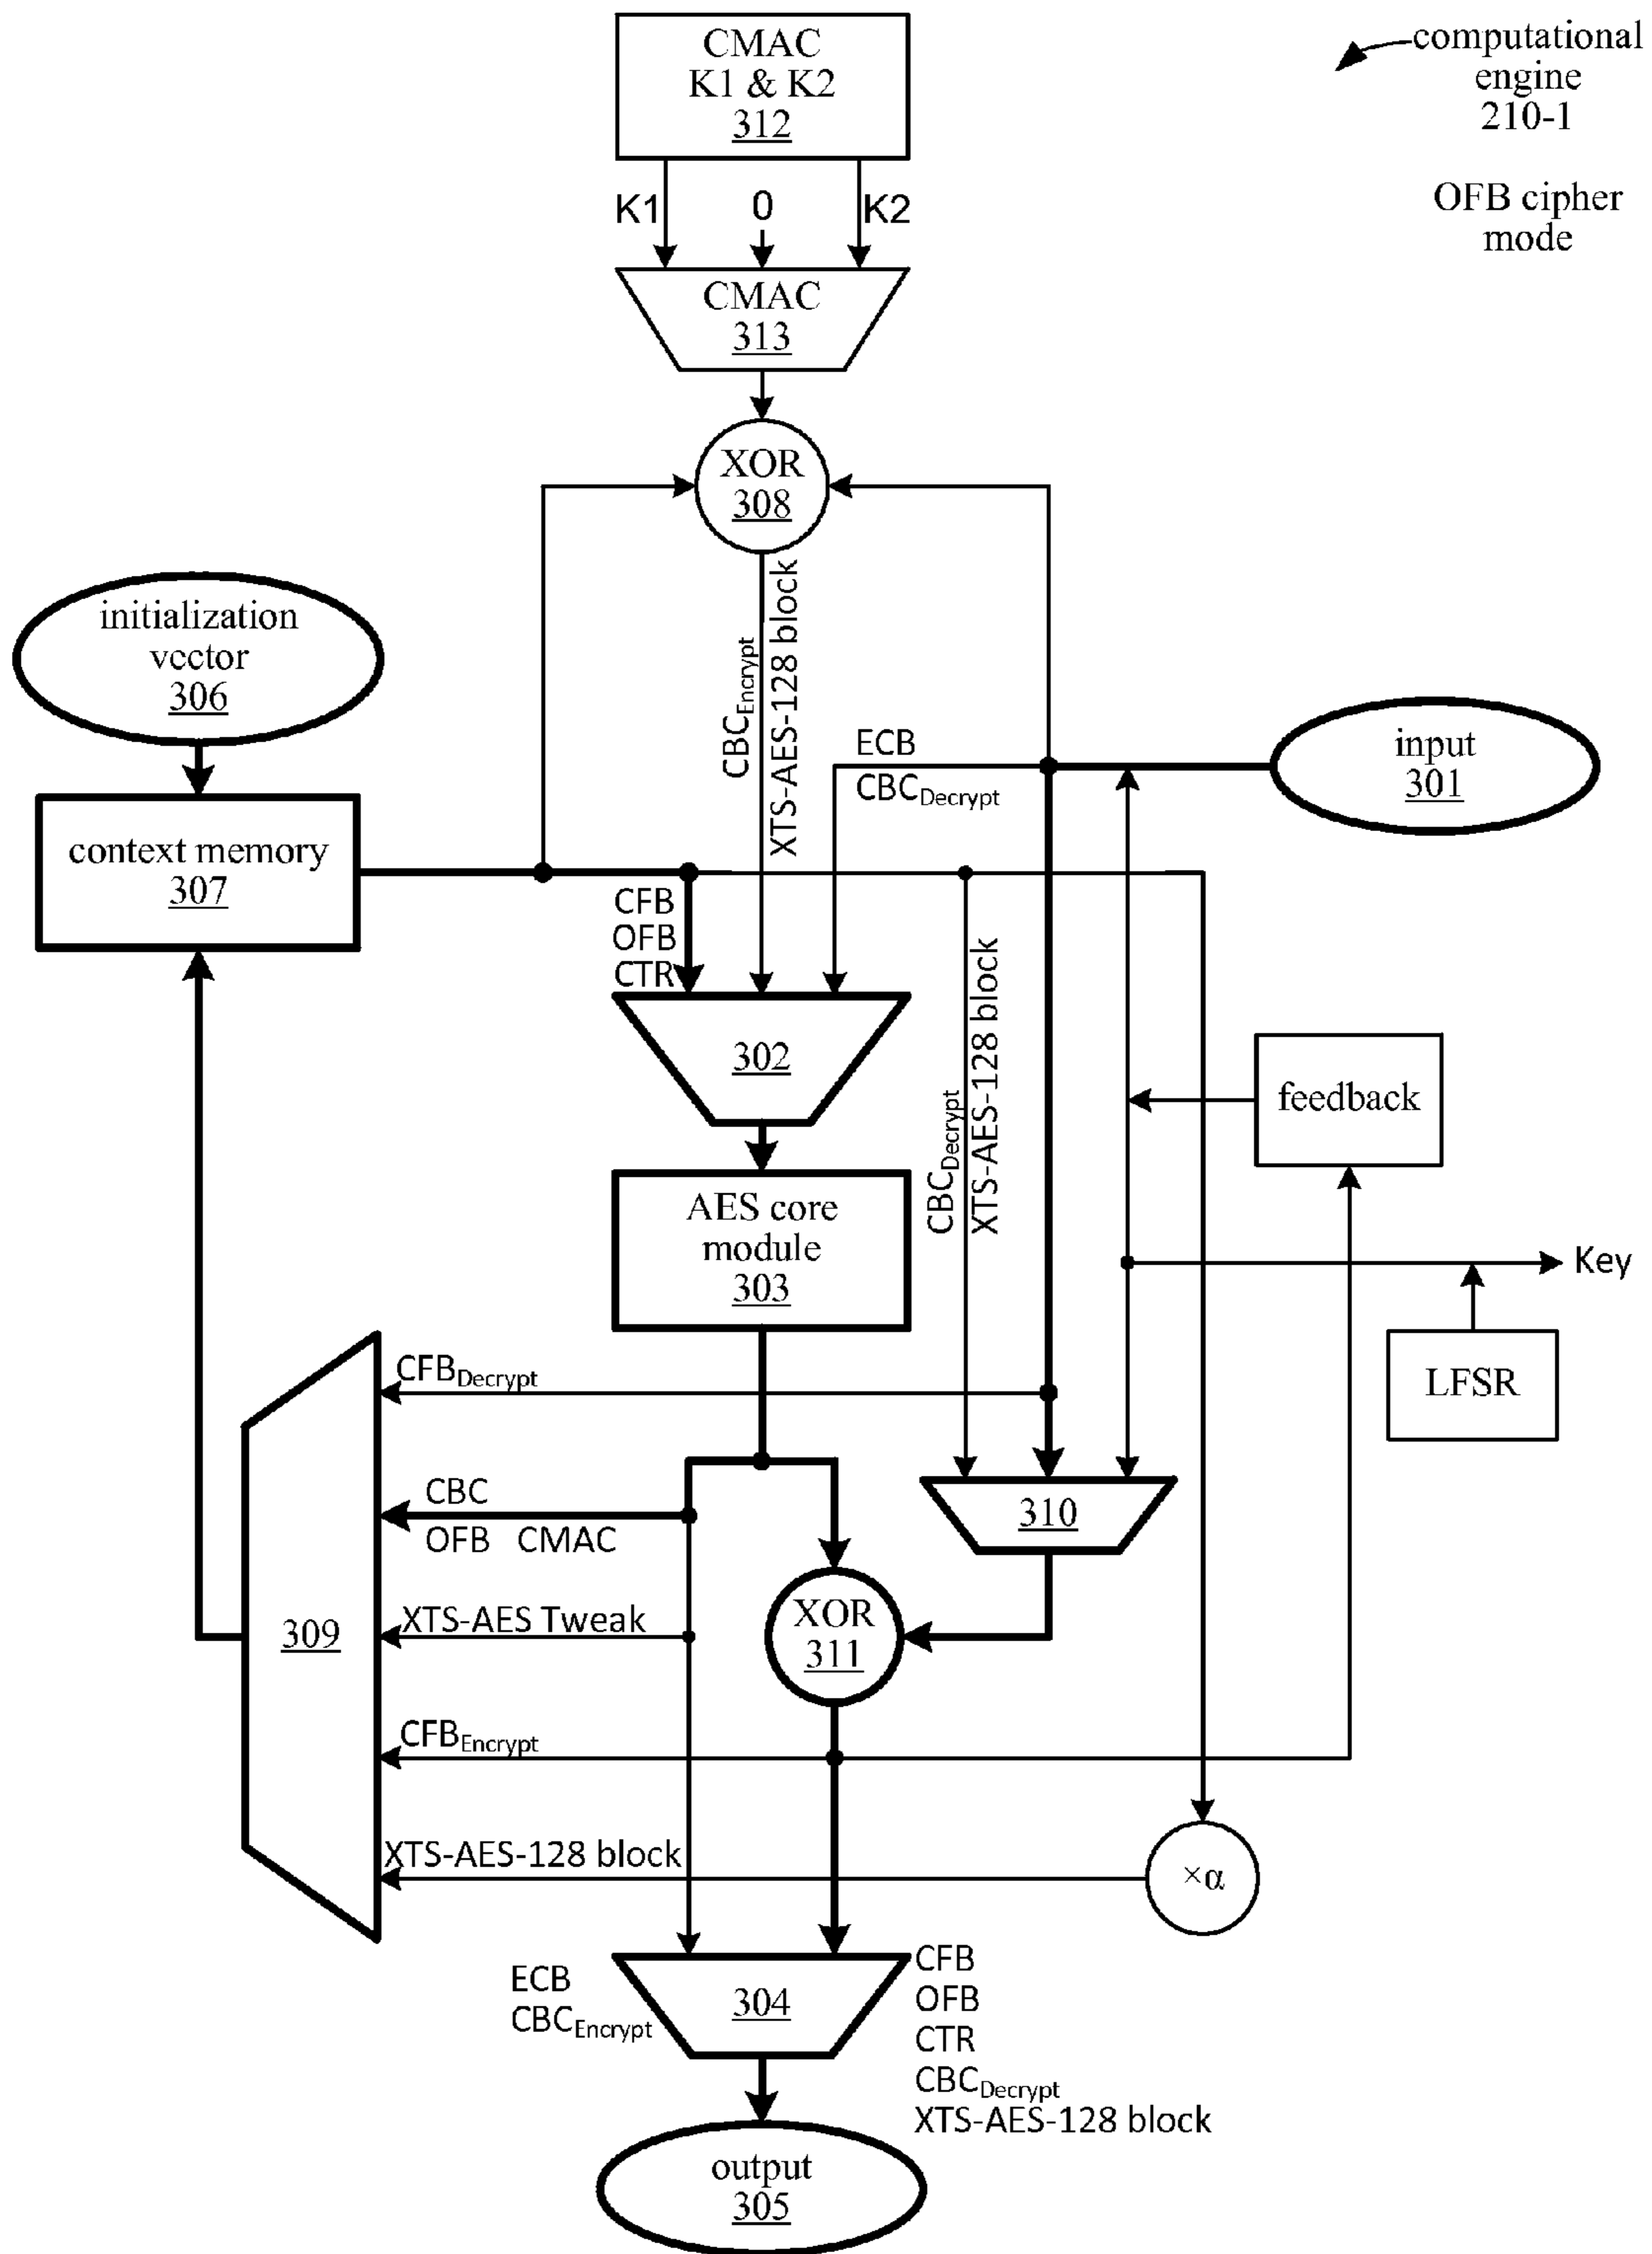 CMAC
K1 & K2
312
computational
engine
210-1
OFB cipher
mode
K1
0
K2
CMAC
313
XOR
308
initialization
vector
306
CBCEncrypt
XTS-AES-128 block
ECB
CBCDecrypt
input
301
context memory
307
CFB
OFB
CTR
302
CBCDecrypt
XTS-AES-128 block
feedback
AES core
module
303
Key
LFSR
CFBDecrypt
CBC
OFB CMAC
310
XTS-AES Tweak
309
XOR
311
CFBEncrypt
XTS-AES-128 block
×α
ECB
CBCEncrypt
304
CFB
OFB
CTR
CBCDecrypt
XTS-AES-128 block
output
305